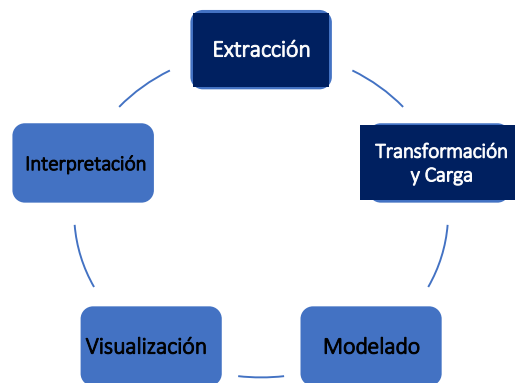 Extracción
Transformación
y Carga
Modelado
Visualización
Interpretación